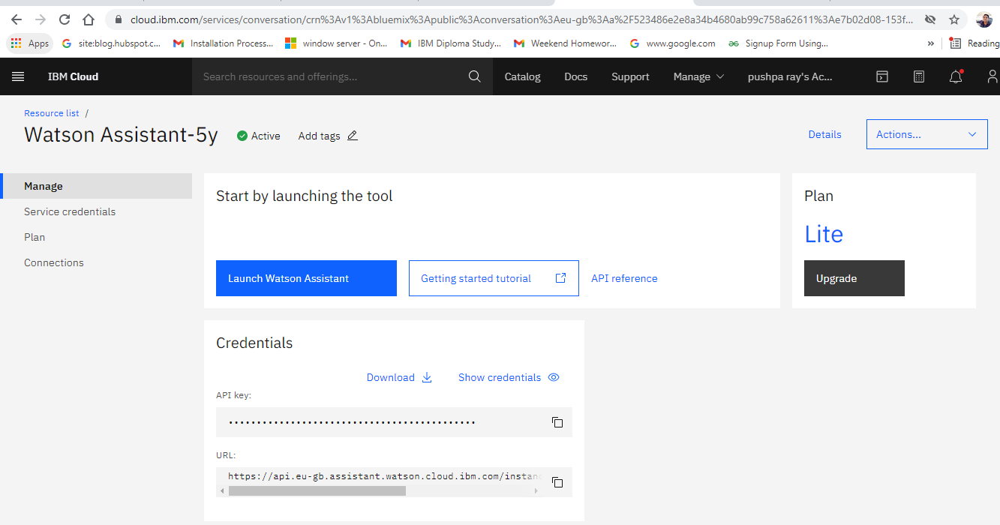 cloud.ibm.com/services/conversation/crn%3Av1%3Abluemix%3Apublic%3Aconversation%3Aeu-gb%3Aa%2F523486e2e8a34b4680ab99c758a62611%3Ae7b02d08-153f...
Apps site:blog.hubspot.c... Installation Process... window server - On... IBM Diploma Study... Weekend Homewor... www.google.com Signup Form Using... » Reading
IBM Cloud Search resources and offerings... Catalog Docs Support Manage pushpa ray's Ac...
Resource list /
Watson Assistant-5y Active Add tags Details Actions...
Manage
Service credentials
Plan
Connections
Start by launching the tool
Launch Watson Assistant Getting started tutorial API reference
Plan
Lite
Upgrade
Credentials
Download Show credentials
API key:
URL:
https://api.eu-gb.assistant.watson.cloud.ibm.com/instanc